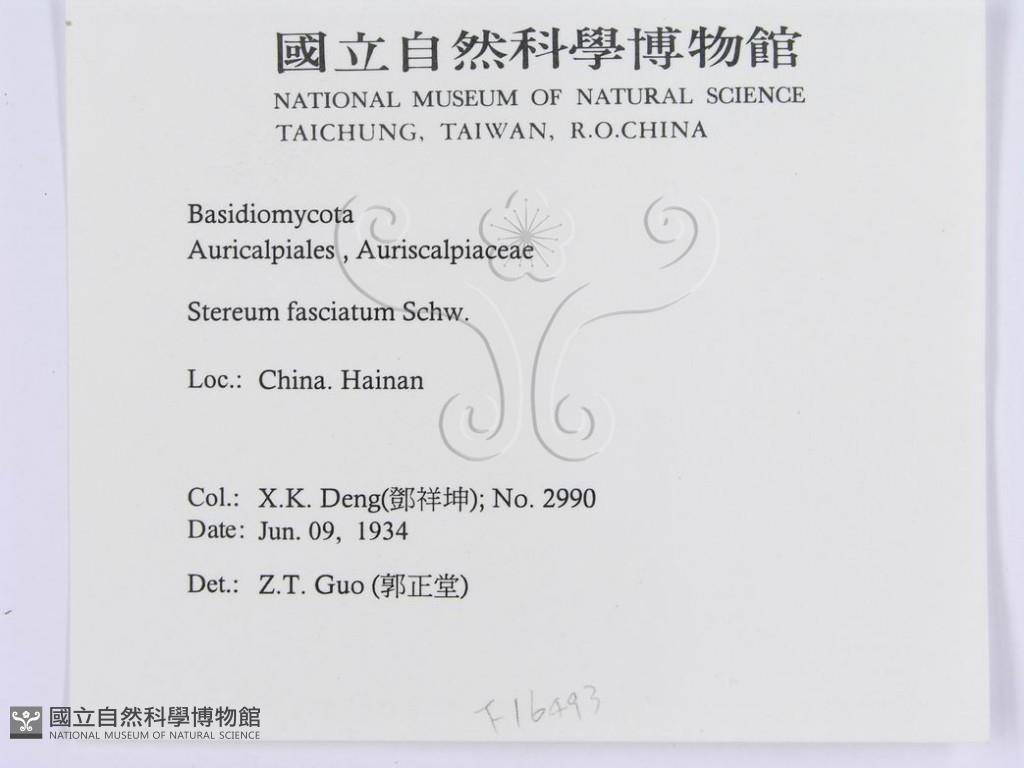 國立自然科學博物館
NATIONAL MUSEUM OF NATURAL SCIENCE
TAICHUNG, TAIWAN, R.O.CHINA
Basidiomycota
Auricalpiales , Auriscalpiaceae
Stereum fasciatum Schw.
Loc.: China. Hainan
Col.: X.K. Deng(鄧祥坤); No. 2990
Date: Jun. 09, 1934
Det.: Z.T. Guo (郭正堂)
F16493
國立自然科學博物館
NATIONAL MUSEUM OF NATURAL SCIENCE